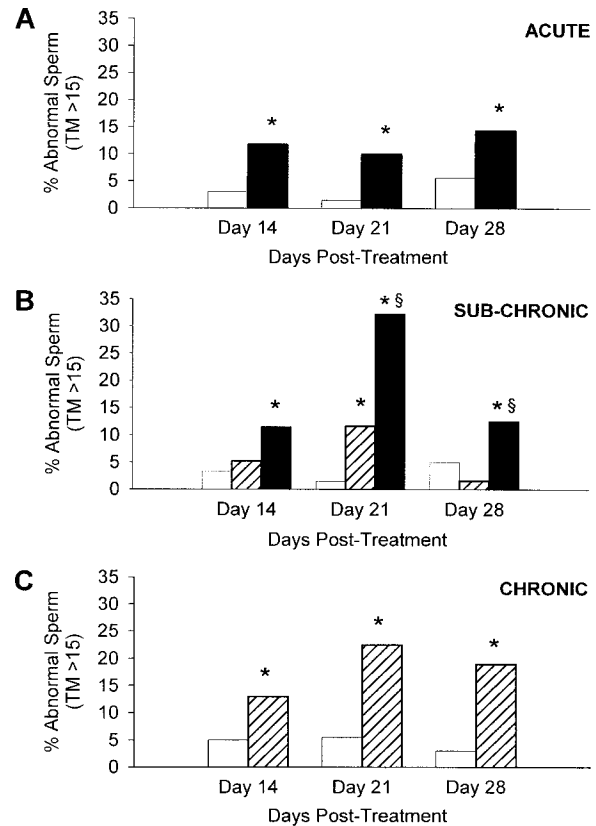 A
ACUTE
% Abnormal Sperm
(TM >15)
35
30
25
20
15
10
5
0
*
*
*
Day 14
Day 21
Day 28
Days Post-Treatment
B
SUB-CHRONIC
% Abnormal Sperm
(TM >15)
35
30
25
20
15
10
5
0
*
*
* §
* §
Day 14
Day 21
Day 28
Days Post-Treatment
C
CHRONIC
% Abnormal Sperm
(TM >15)
35
30
25
20
15
10
5
0
*
*
*
Day 14
Day 21
Day 28
Days Post-Treatment